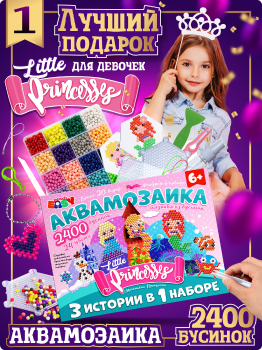 1
ЛУЧШИЙ
ПОДАРОК
Little ДЛЯ ДЕВОЧЕК
Princesses
6+
АКВАМОЗАИКА
2400
Little
Princesses
3 ИСТОРИИ В 1 НАБОРЕ
АКВАМОЗАИКА
2400
БУСИНОК